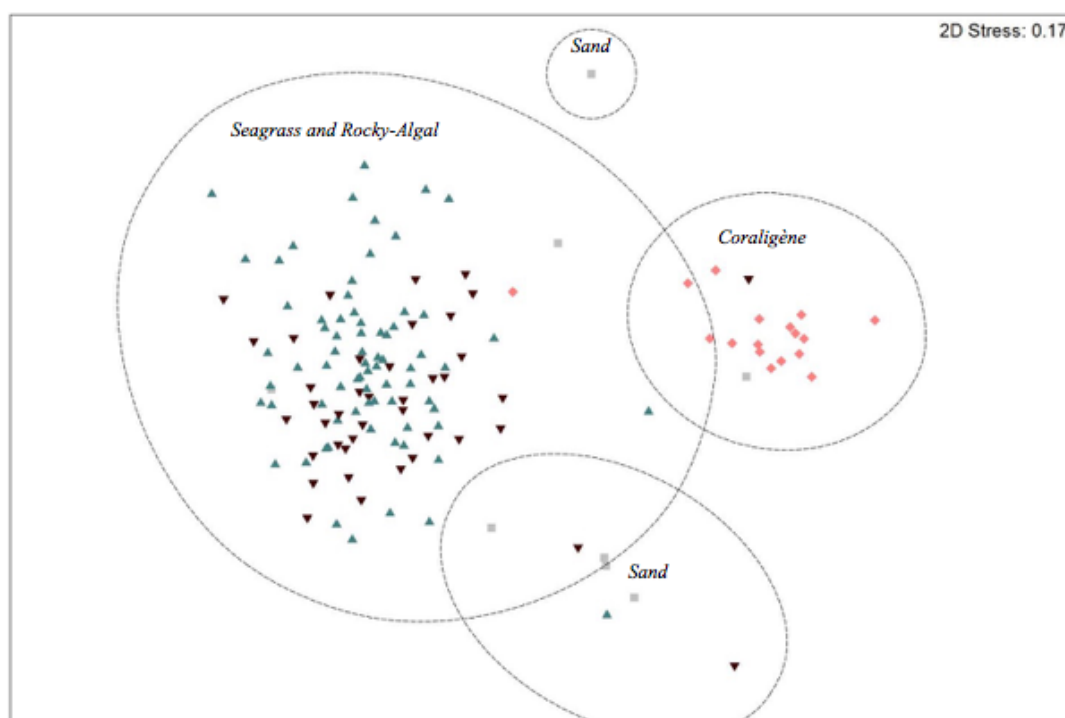 2D Stress: 0.17
Sand
Seagrass and Rocky-Algal
Coraligène
Sand